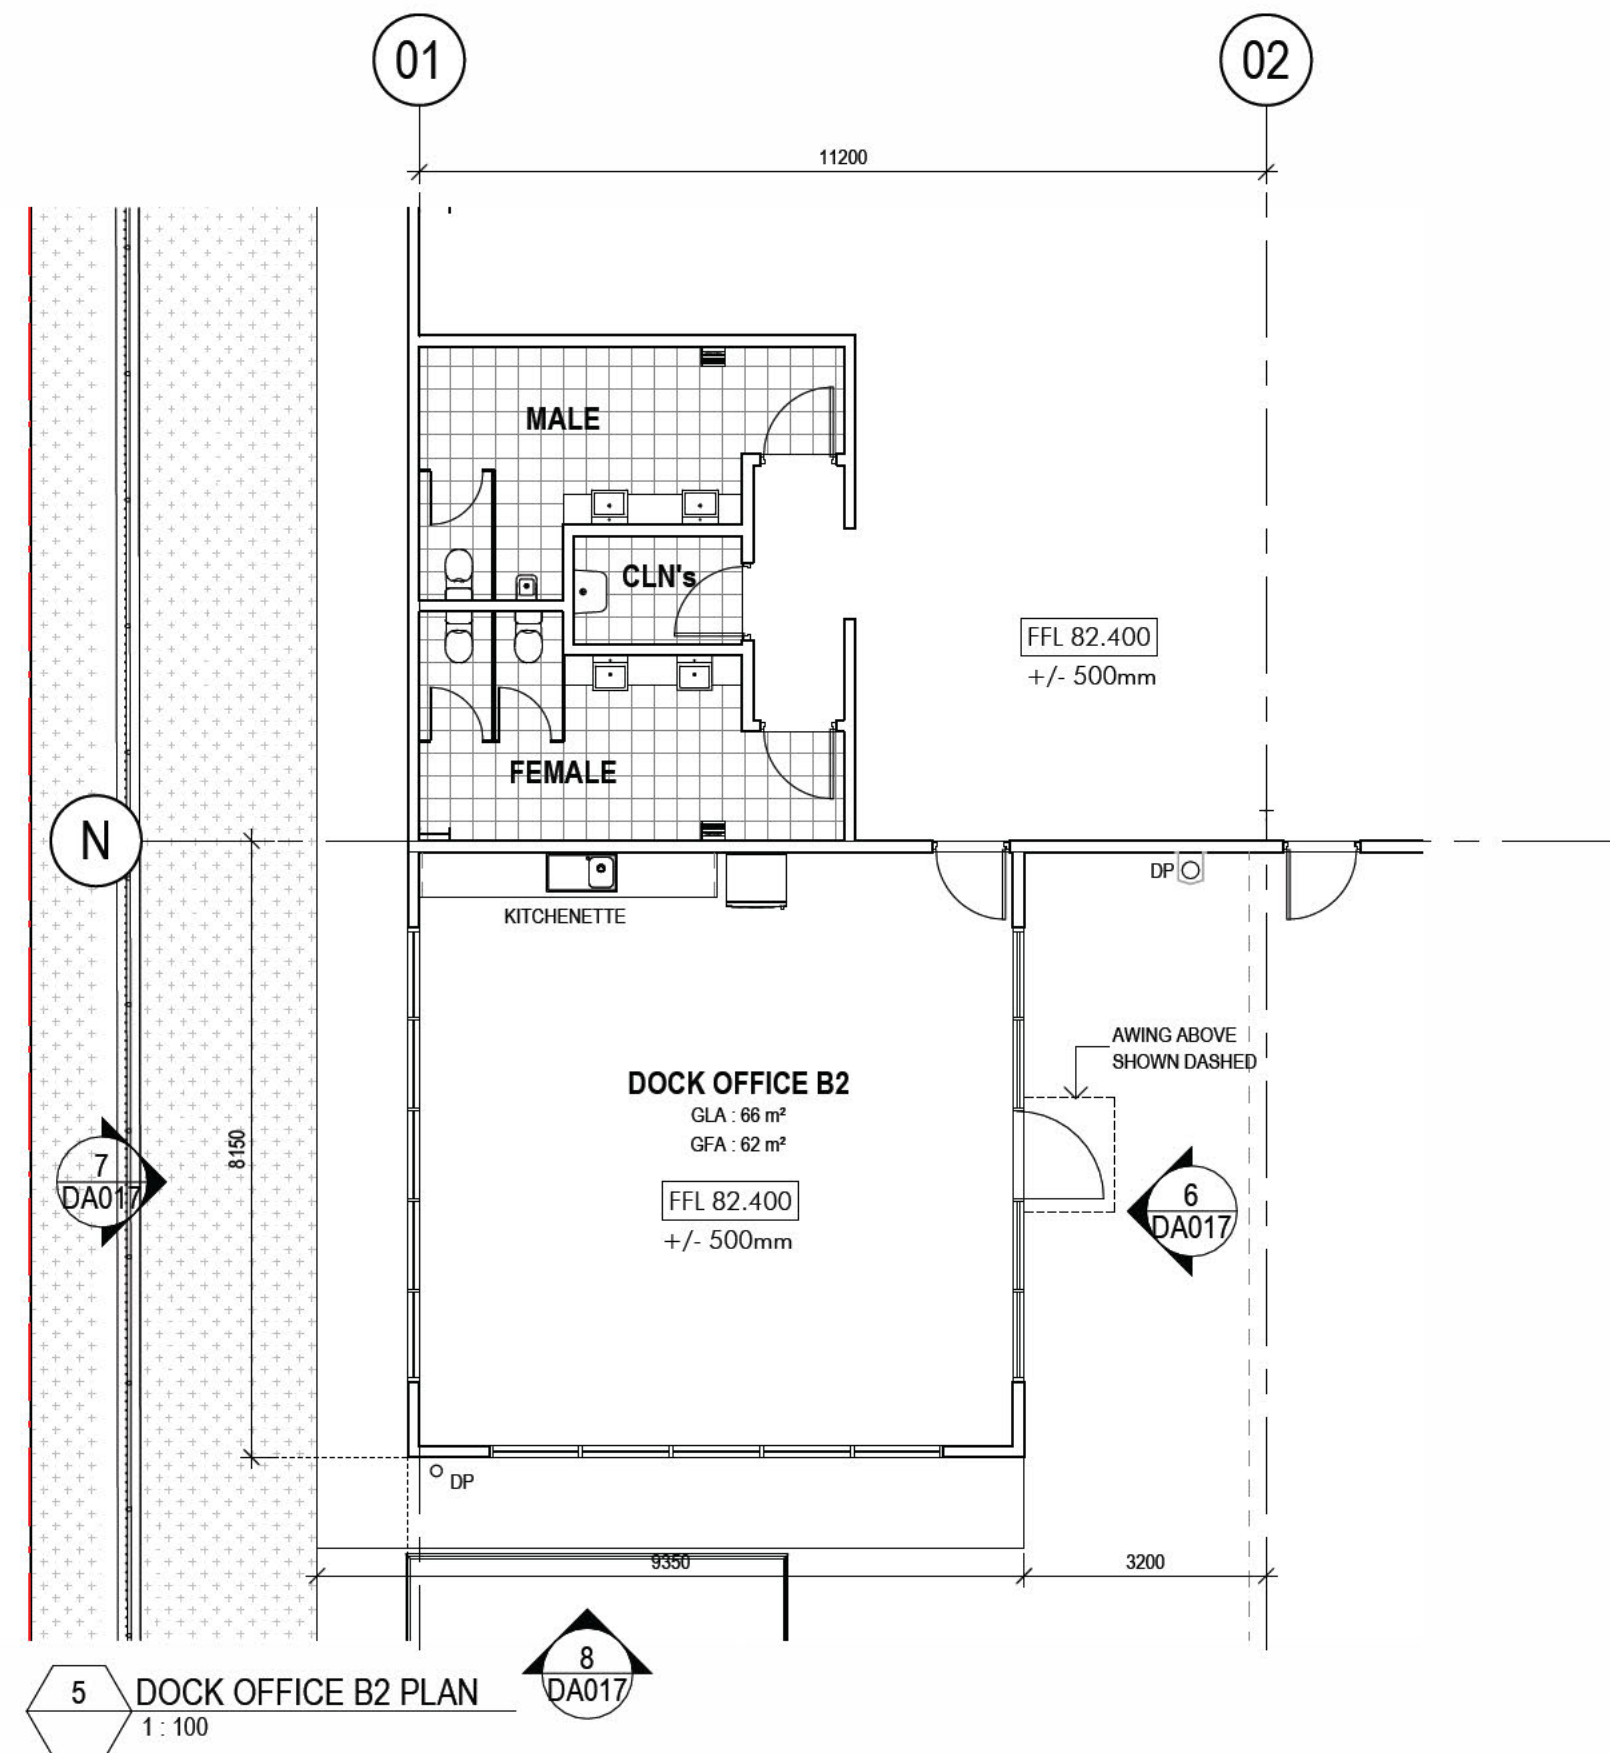 01
02
11200
MALE
CLN's
FFL 82.400
+/- 500mm
FEMALE
N
DP
KITCHENETTE
AWING ABOVE
SHOWN DASHED
DOCK OFFICE B2
GLA : 66 m²
GFA : 62 m²
8150
7
DA017
FFL 82.400
+/- 500mm
6
DA017
DP
9350
3200
8
DA017
5
DOCK OFFICE B2 PLAN
1 : 100